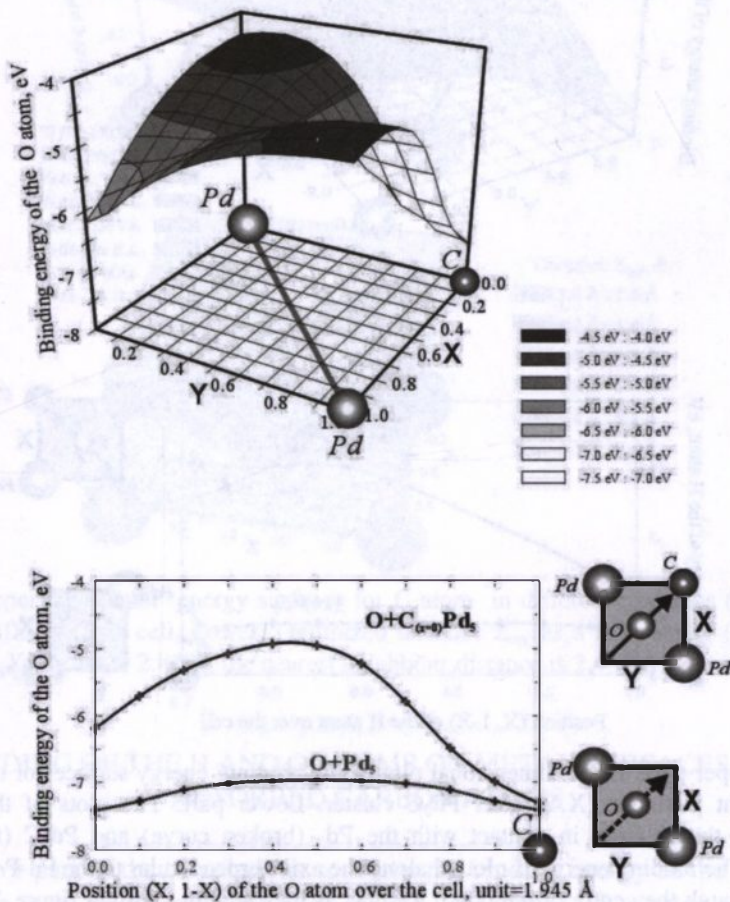 Binding energy of the O atom, eV
-4
-5
-6
-7
-8
Pd
C
0.0
0.2
0.4
0.6
0.8
1.0
X
0.2
0.4
0.6
0.8
Y
Pd
-4.5 eV : -4.0 eV
-5.0 eV : -4.5 eV
-5.5 eV : -5.0 eV
-6.0 eV : -5.5 eV
-6.5 eV : -6.0 eV
-7.0 eV : -6.5 eV
-7.5 eV : -7.0 eV
Binding energy of the O atom, eV
-4
-5
-6
-7
-8
O+Pd
C
0.0
0.2
0.4
0.6
0.8
1.0
Position (X, 1-X) of the O atom over the cell, unit=1.945 Å
Pd
C
O
X
Y
Pd
Pd
O
X
Y
Pd